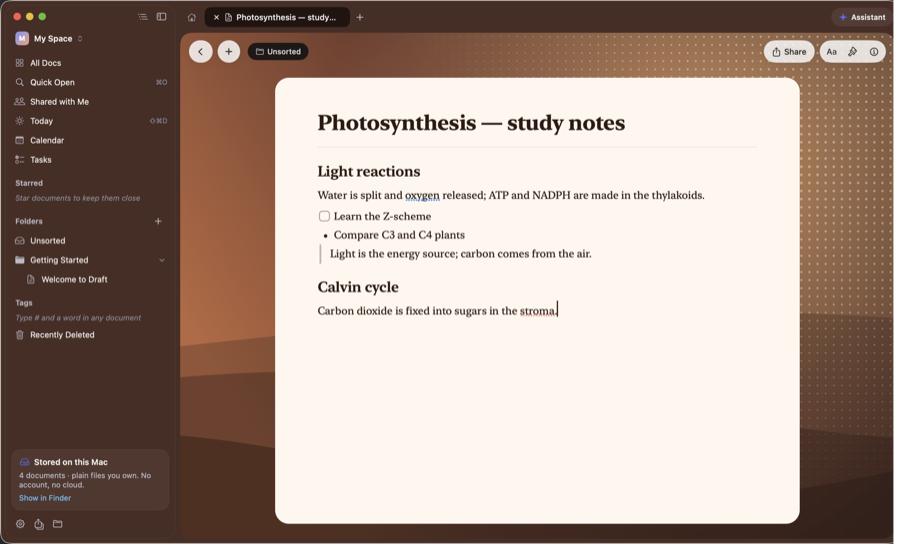 Photosynthesis — study...
Assistant
M My Space
All Docs
Quick Open ⌘O
Shared with Me
Today ⇧⌘D
Calendar
Tasks
Starred
Star documents to keep them close
Folders
Unsorted
Getting Started
Welcome to Draft
Tags
Type # and a word in any document
Recently Deleted
Stored on this Mac
4 documents · plain files you own. No
account, no cloud.
Show in Finder
Unsorted
Share
Aa
Photosynthesis — study notes
Light reactions
Water is split and oxygen released; ATP and NADPH are made in the thylakoids.
Learn the Z-scheme
• Compare C3 and C4 plants
Light is the energy source; carbon comes from the air.
Calvin cycle
Carbon dioxide is fixed into sugars in the stroma.